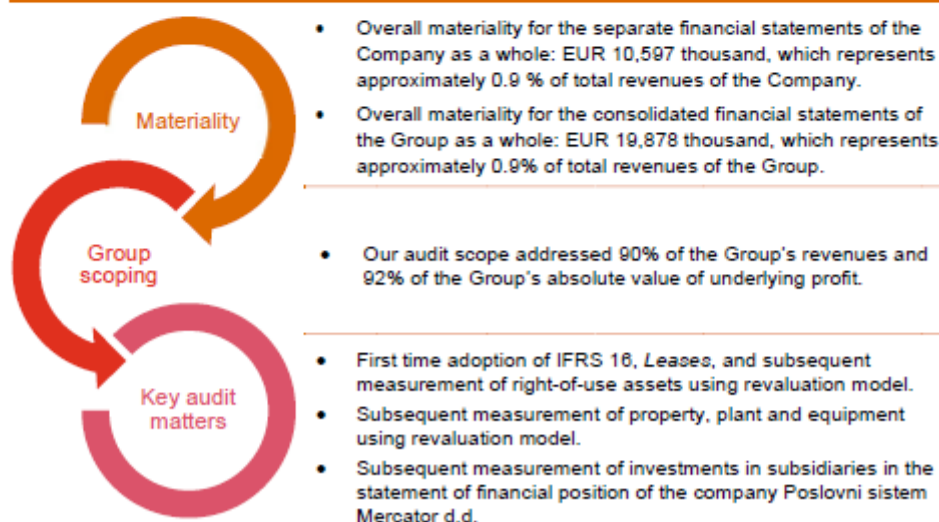 Materiality
• Overall materiality for the separate financial statements of the
Company as a whole: EUR 10,597 thousand, which represents
approximately 0.9 % of total revenues of the Company.
• Overall materiality for the consolidated financial statements of
the Group as a whole: EUR 19,878 thousand, which represents
approximately 0.9% of total revenues of the Group.
Group
scoping
• Our audit scope addressed 90% of the Group's revenues and
92% of the Group's absolute value of underlying profit.
Key audit
matters
• First time adoption of IFRS 16, Leases, and subsequent
measurement of right-of-use assets using revaluation model.
• Subsequent measurement of property, plant and equipment
using revaluation model.
• Subsequent measurement of investments in subsidiaries in the
statement of financial position of the company Poslovni sistem
Mercator d.d.